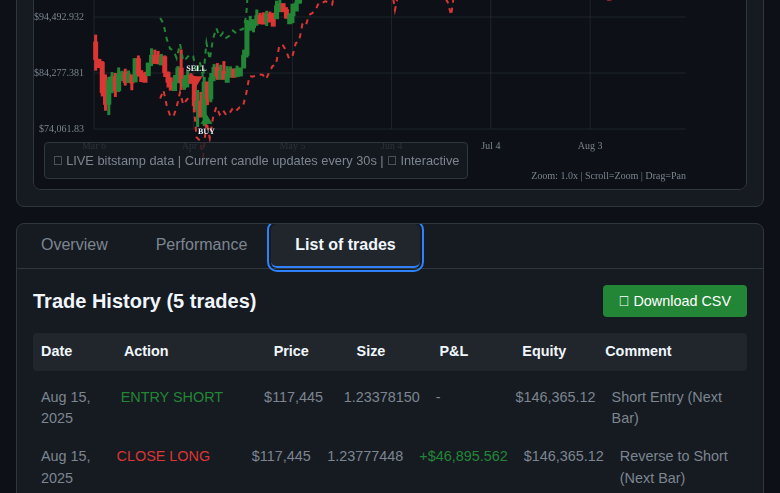 $94,492.932
$84,277.381
SELL
$74,061.83
BUY
Mar 6
May 5
Jun 4
Jul 4
Aug 3
LIVE bitstamp data | Current candle updates every 30s | Interactive
Zoom: 1.0x | Scroll=Zoom | Drag=Pan
Overview Performance List of trades
Trade History (5 trades)
Download CSV
Date Action Price Size P&L Equity Comment
Aug 15, 2025 ENTRY SHORT $117,445 1.23378150 - $146,365.12 Short Entry (Next Bar)
Aug 15, 2025 CLOSE LONG $117,445 1.23777448 +$46,895.562 $146,365.12 Reverse to Short (Next Bar)